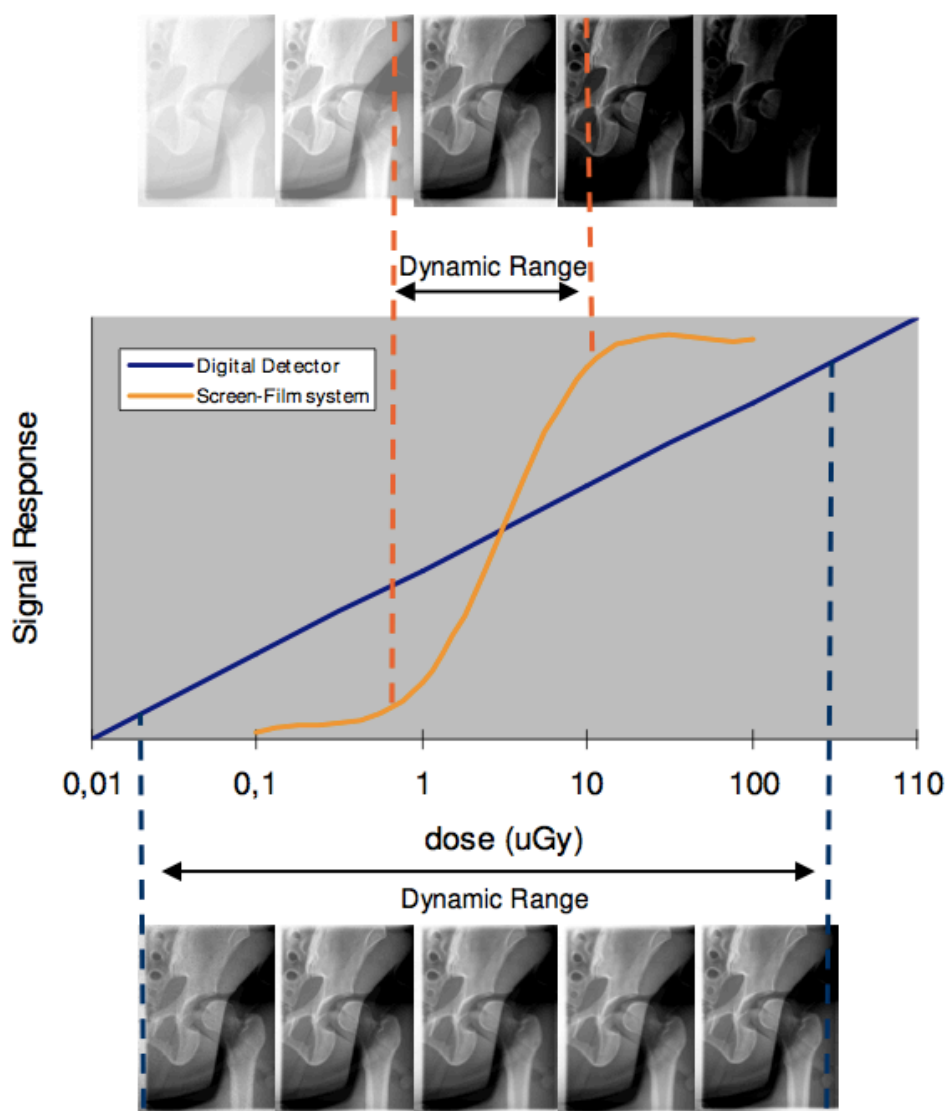 Dynamic Range
Digital Detector
Screen-Film system
Signal Response
0,01
0,1
1
10
100
110
dose (uGy)
Dynamic Range